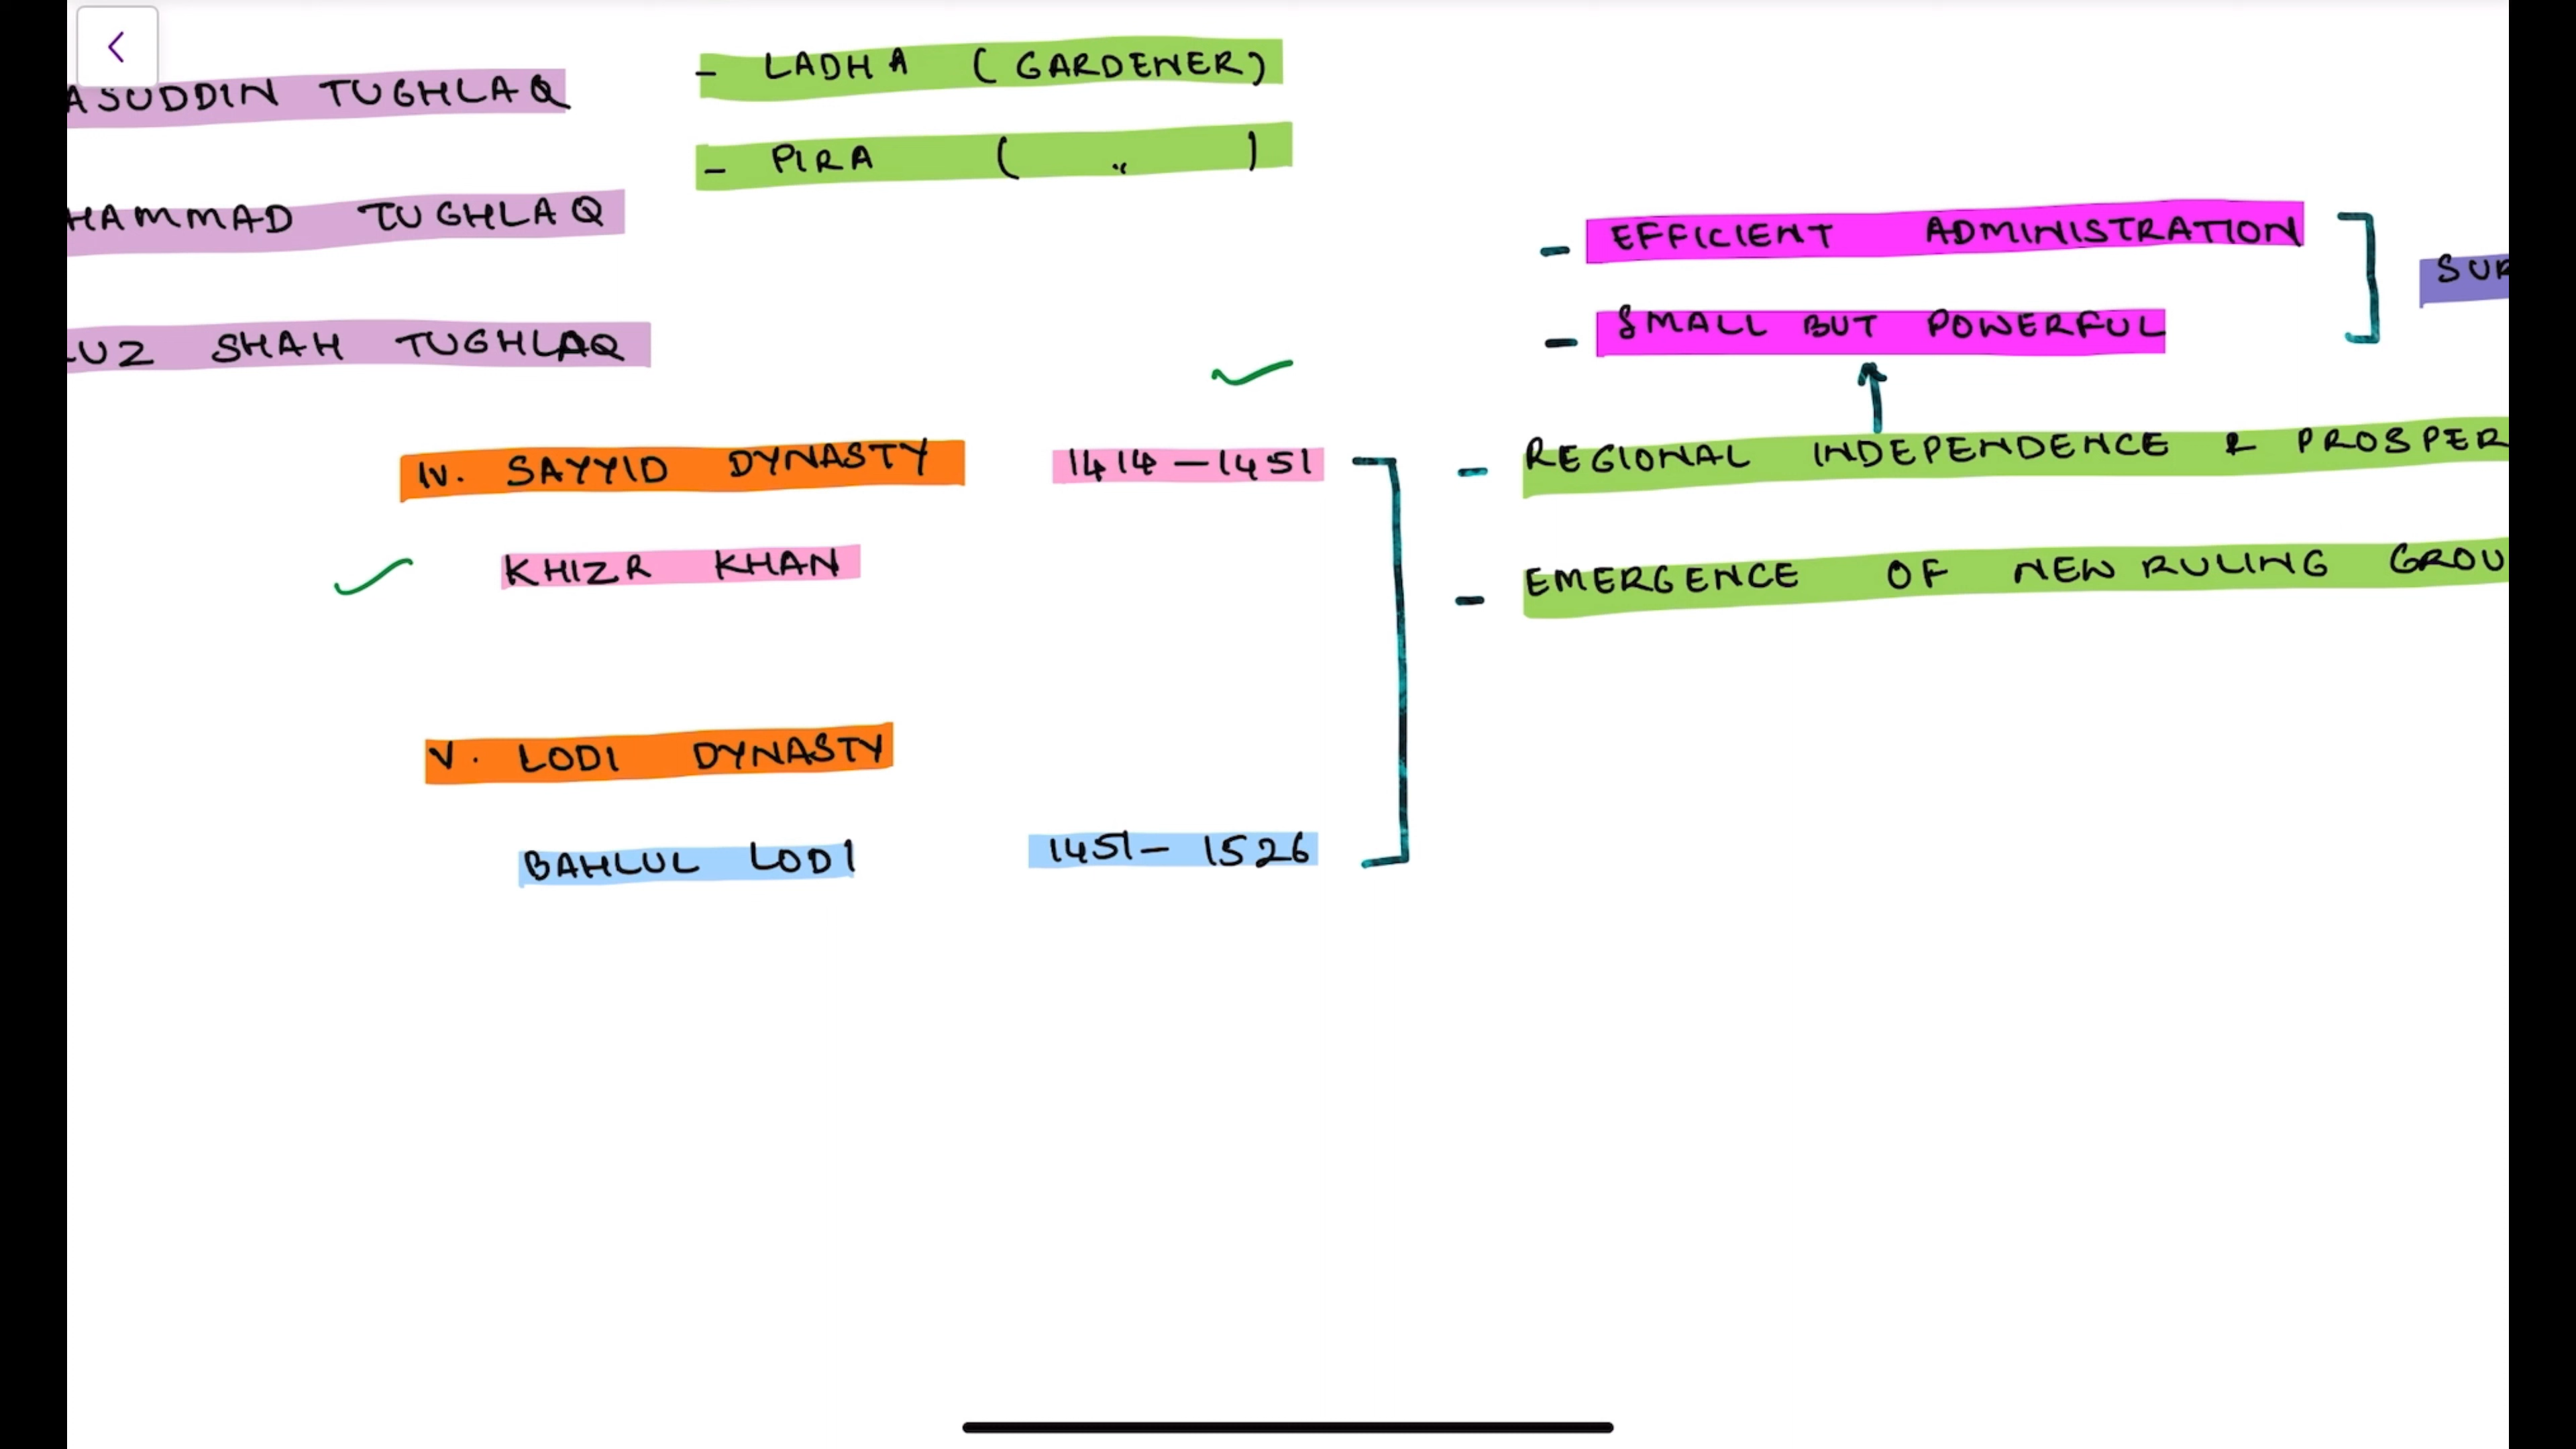 ASUDDIN TUGHLAQ
HAMMAD TUGHLAQ
UZ SHAH TUGHLAQ
- LADHA (GARDENER)
- PIRA ( " )
- EFFICIENT ADMINISTRATION
- SMALL BUT POWERFUL
SUR
IV. SAYYID DYNASTY 1414-1451
KHIZR KHAN
- REGIONAL INDEPENDENCE & PROSPER
- EMERGENCE OF NEW RULING GROU
V. LODI DYNASTY
BAHLUL LODI 1451- 1526